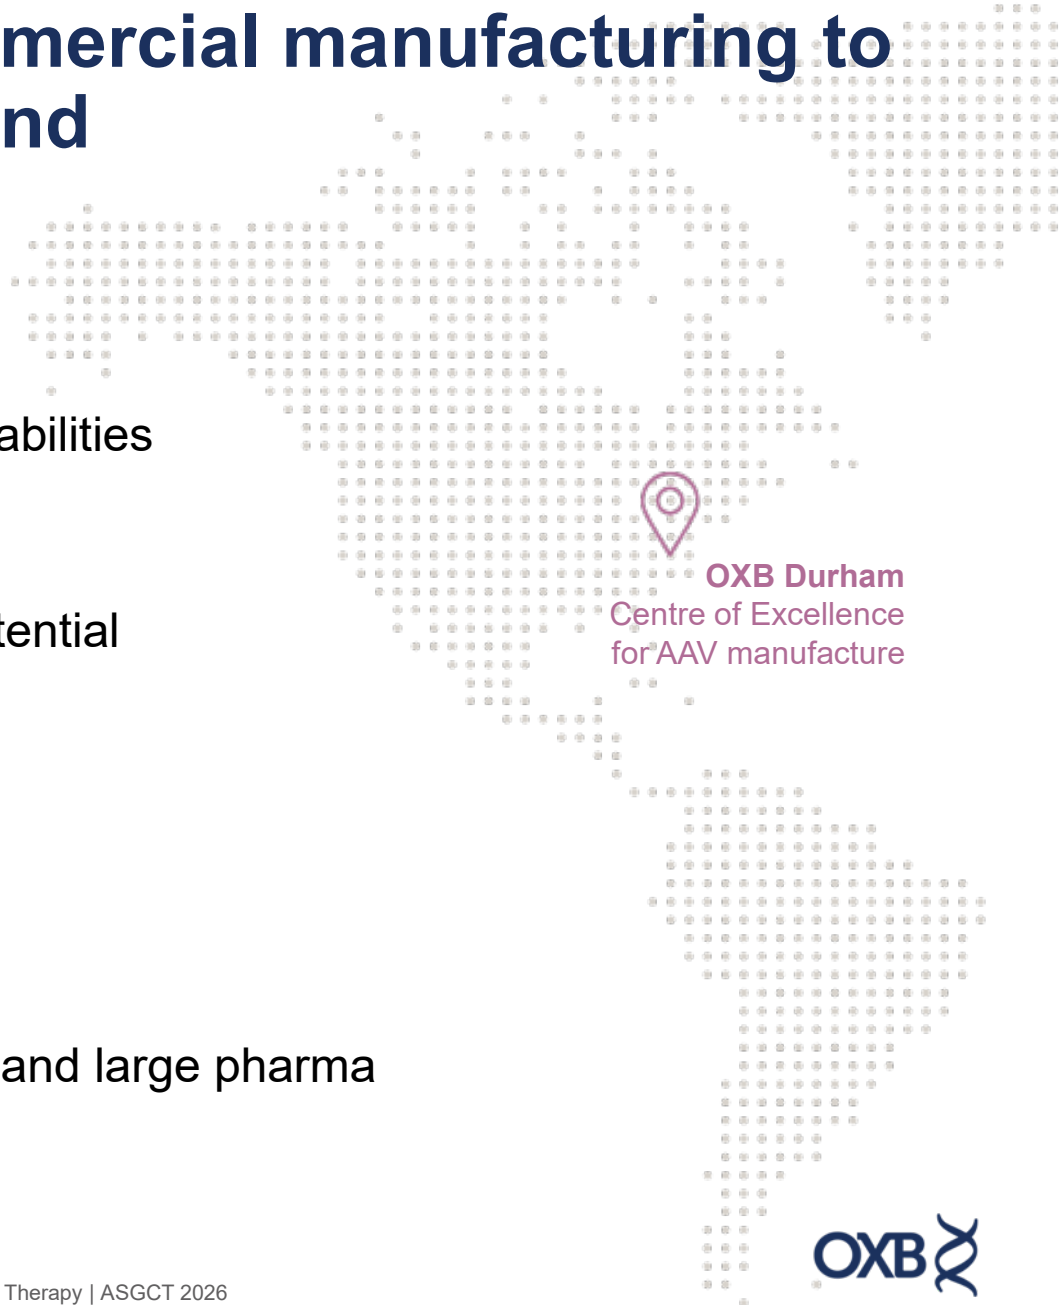 mercial manufacturing to
nd
abilities
tential
OXB Durham
Centre of Excellence
for AAV manufacture
and large pharma
OXB
Therapy | ASGCT 2026